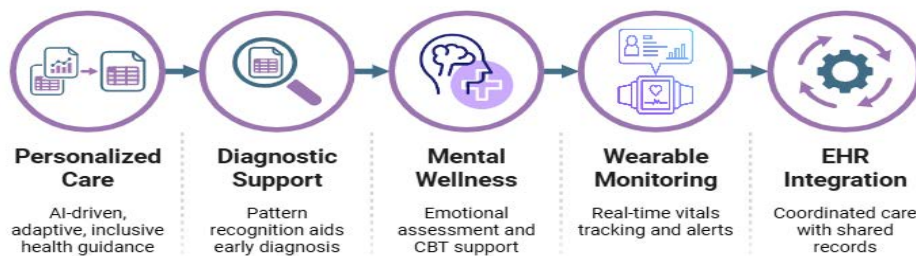 Personalized
Care
AI-driven,
adaptive, inclusive
health guidance
Diagnostic
Support
Pattern
recognition aids
early diagnosis
Mental
Wellness
Emotional
assessment and
CBT support
Wearable
Monitoring
Real-time vitals
tracking and alerts
EHR
Integration
Coordinated care
with shared
records